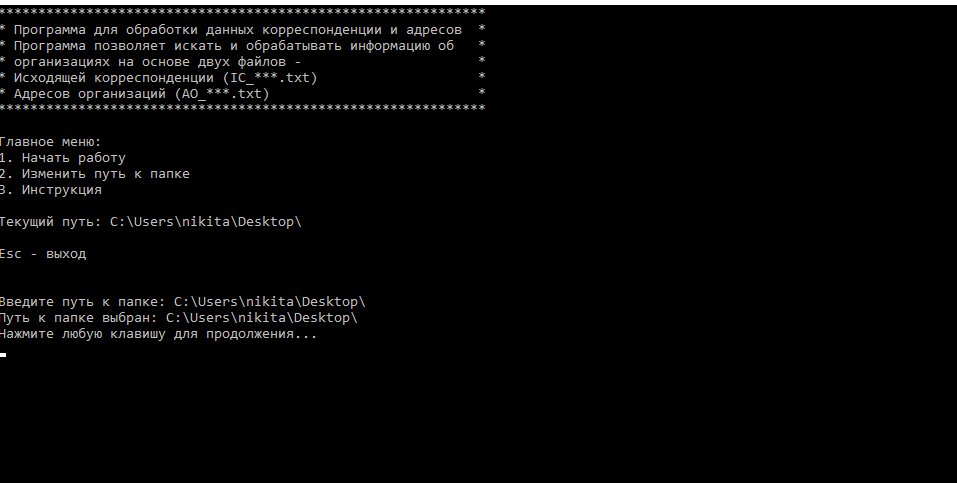 *************************************************************
* Программа для обработки данных корреспонденции и адресов  *
* Программа позволяет искать и обрабатывать информацию об   *
* организациях на основе двух файлов -                      *
* Исходящей корреспонденции (IC_***.txt)                    *
* Адресов организаций (AO_***.txt)                          *
*************************************************************
Главное меню:
1. Начать работу
2. Изменить путь к папке
3. Инструкция
Текущий путь: C:\Users\nikita\Desktop\
Esc - выход
Введите путь к папке: C:\Users\nikita\Desktop\
Путь к папке выбран: C:\Users\nikita\Desktop\
Нажмите любую клавишу для продолжения...